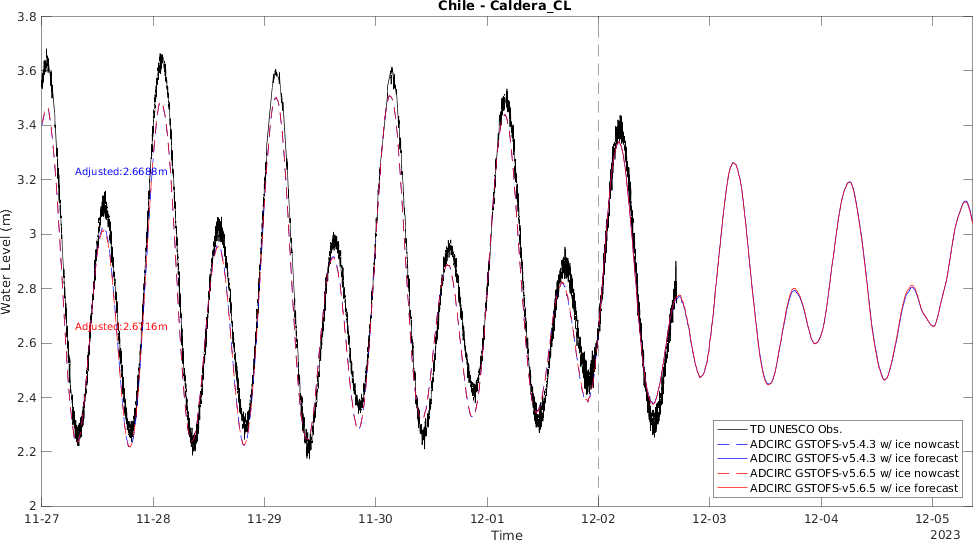 Chile - Caldera_CL
3.8
3.6
3.4
3.2
3
2.8
2.6
2.4
2.2
2
Water Level (m)
Adjusted:2.6688m
Adjusted:2.6116m
TD UNESCO Obs.
ADCIRC GSTOFS-v5.4.3 w/ ice nowcast
ADCIRC GSTOFS-v5.4.3 w/ ice forecast
ADCIRC GSTOFS-v5.6.5 w/ ice nowcast
ADCIRC GSTOFS-v5.6.5 w/ ice forecast
11-27 11-28 11-29 11-30 12-01 12-02 12-03 12-04 12-05
Time
2023